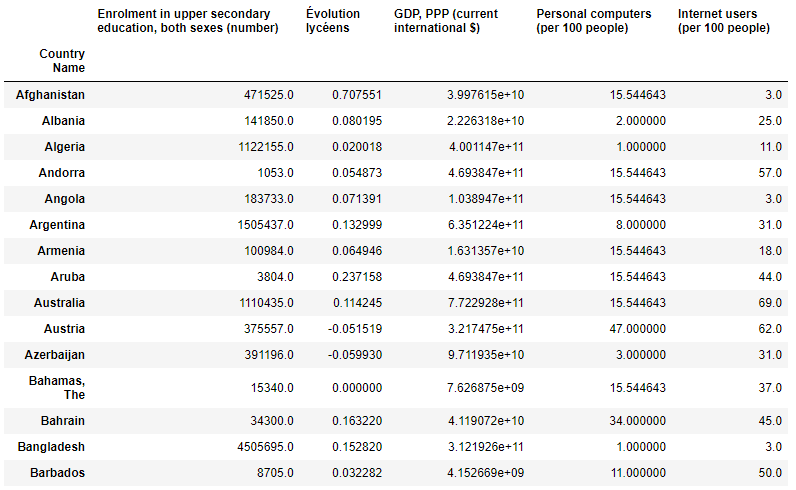 Enrolment in upper secondary education, both sexes (number) Évolution lycéens GDP, PPP (current international $) Personal computers (per 100 people) Internet users (per 100 people)
Country Name
Afghanistan 471525.0 0.707551 3.997615e+10 15.544643 3.0
Albania 141850.0 0.080195 2.226318e+10 2.000000 25.0
Algeria 1122155.0 0.020018 4.001147e+11 1.000000 11.0
Andorra 1053.0 0.054873 4.693847e+11 15.544643 57.0
Angola 183733.0 0.071391 1.038947e+11 15.544643 3.0
Argentina 1505437.0 0.132999 6.351224e+11 8.000000 31.0
Armenia 100984.0 0.064946 1.631357e+10 15.544643 18.0
Aruba 3804.0 0.237158 4.693847e+11 15.544643 44.0
Australia 1110435.0 0.114245 7.722928e+11 15.544643 69.0
Austria 375557.0 -0.051519 3.217475e+11 47.000000 62.0
Azerbaijan 391196.0 -0.059930 9.711935e+10 3.000000 31.0
Bahamas, The 15340.0 0.000000 7.626875e+09 15.544643 37.0
Bahrain 34300.0 0.163220 4.119072e+10 34.000000 45.0
Bangladesh 4505695.0 0.152820 3.121926e+11 1.000000 3.0
Barbados 8705.0 0.032282 4.152669e+09 11.000000 50.0